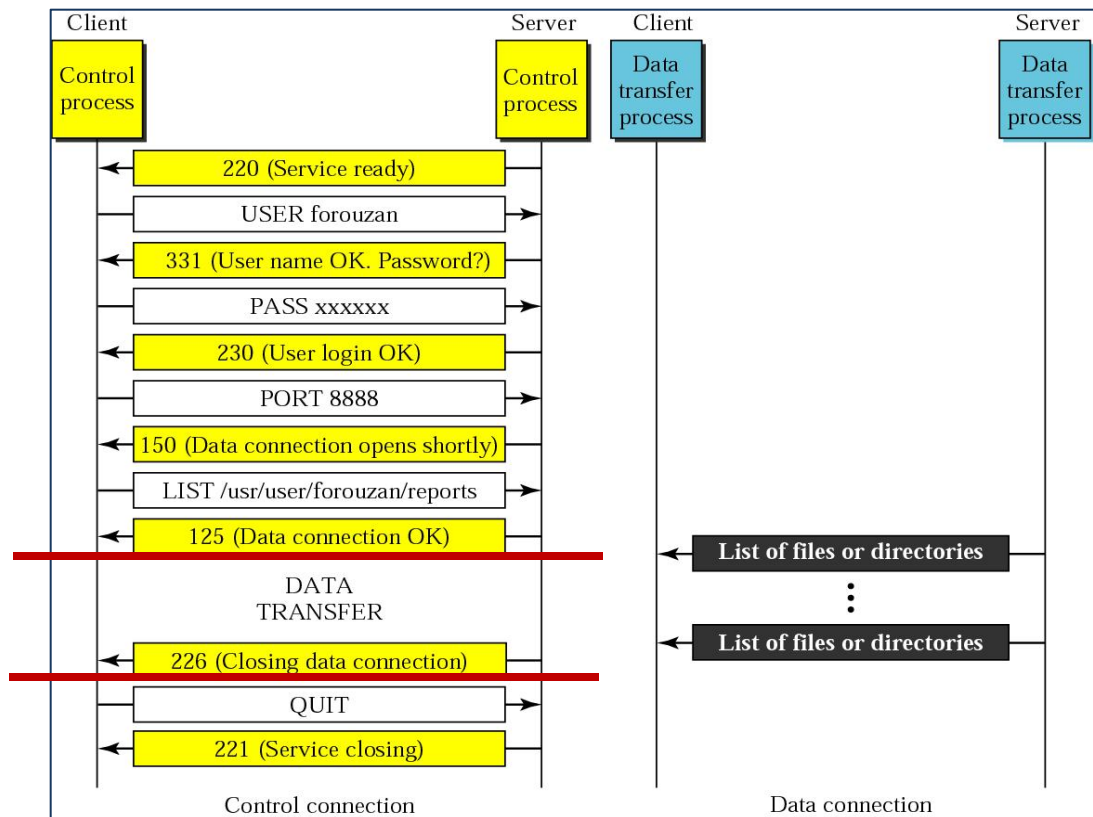 Client
Server
Client
Server
Control
process
Control
process
Data
transfer
process
Data
transfer
process
220 (Service ready)
USER forouzan
331 (User name OK. Password?)
PASS xxxxxx
230 (User login OK)
PORT 8888
150 (Data connection opens shortly)
LIST /usr/user/forouzan/reports
125 (Data connection OK)
List of files or directories
DATA
TRANSFER
List of files or directories
226 (Closing data connection)
QUIT
221 (Service closing)
Control connection
Data connection